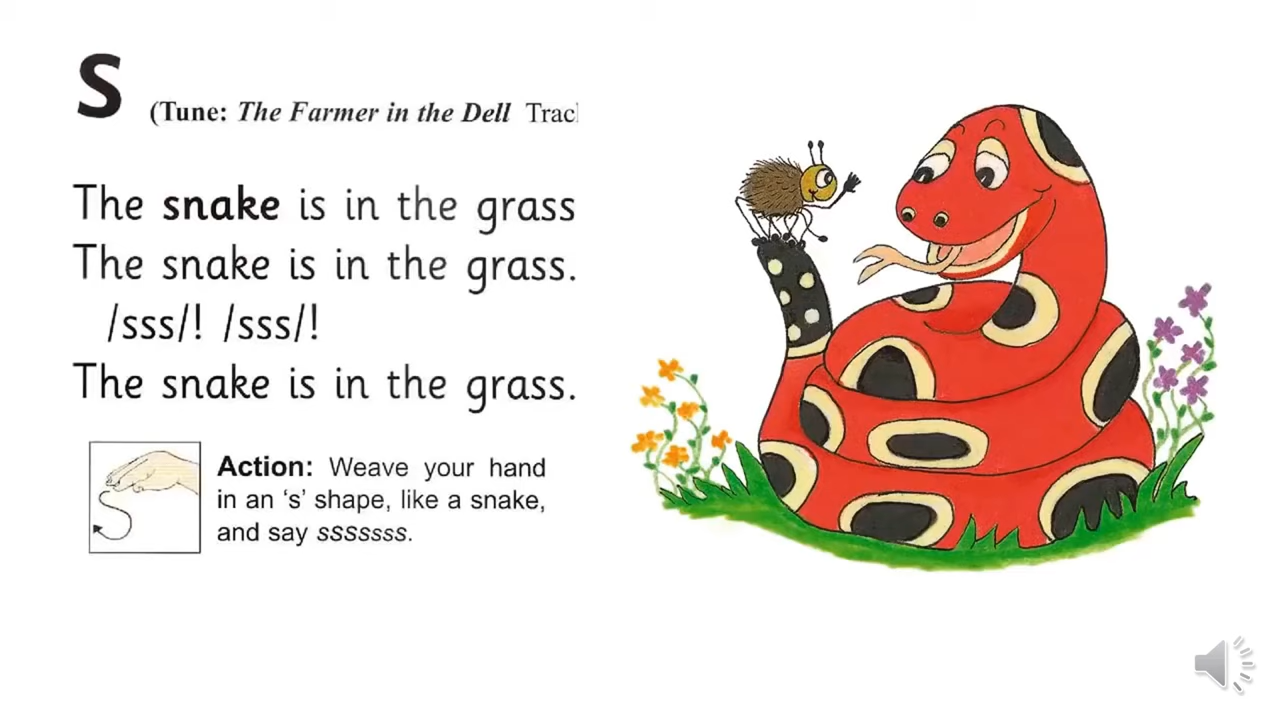 s
(Tune: The Farmer in the Dell
The snake is in the grass
The snake is in the grass.
/sss/! /sss/!
The snake is in the grass.
Action: Weave your hand
in an ‘s’ shape, like a snake,
and say sssssss.